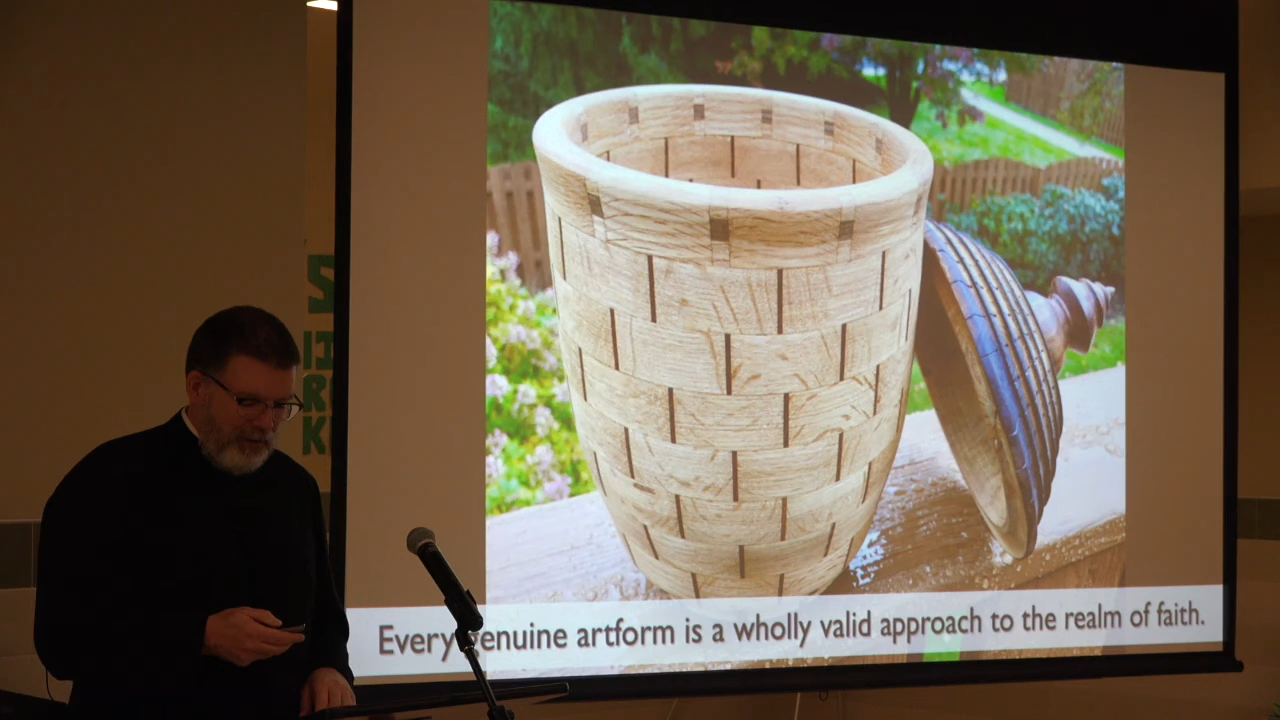 Every genuine artform is a wholly valid approach to the realm of faith.